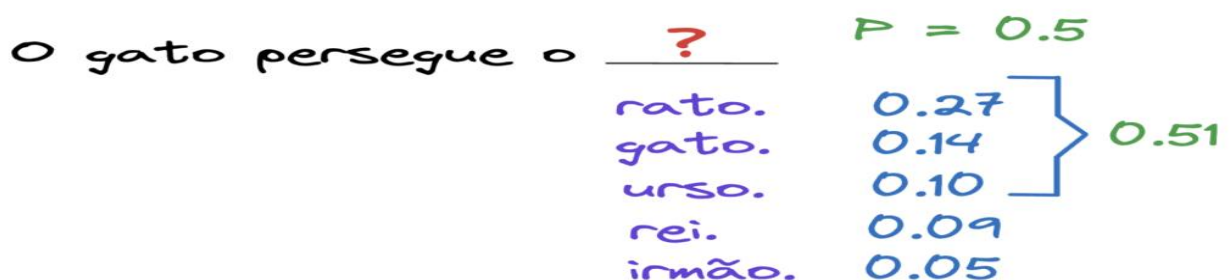 O gato persegue o ? P = 0.5
rato. 0.27
gato. 0.14 0.51
urso. 0.10
rei. 0.09
irmão. 0.05